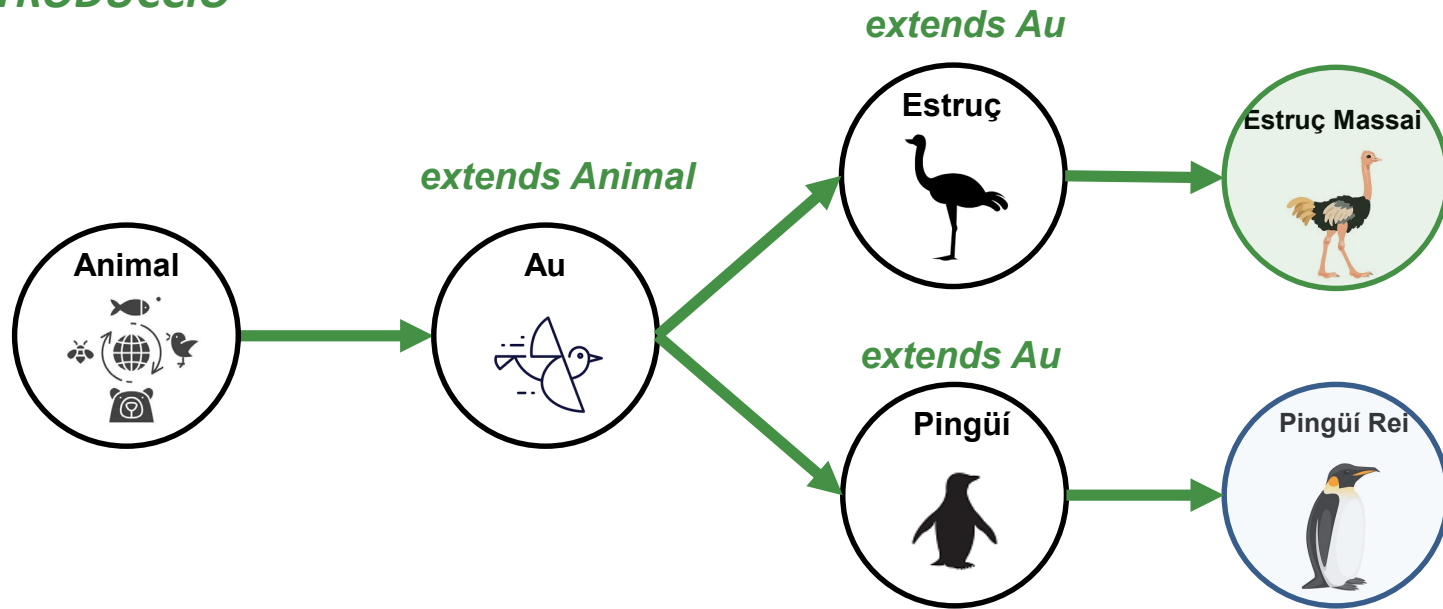 extends Au
Estruç
Estruç Massai
extends Animal
Animal
Au
extends Au
Pingüí
Pingüí Rei